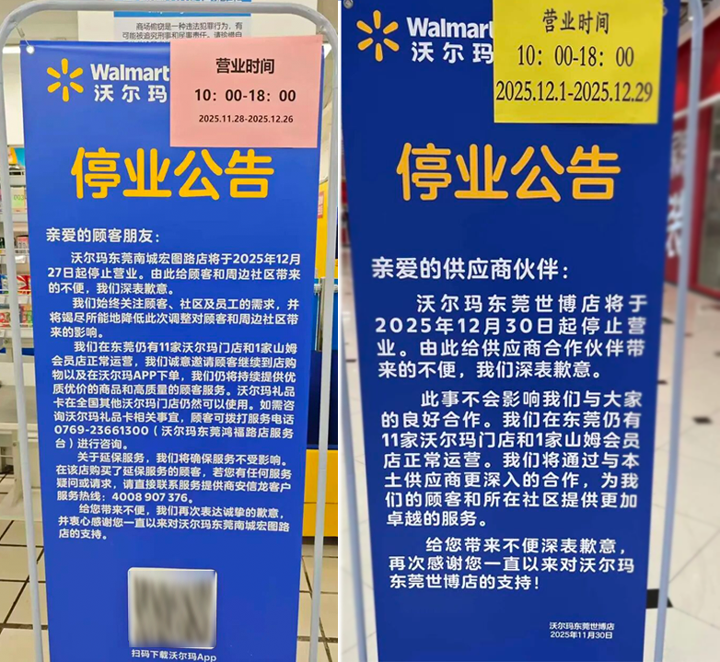 商场偷窃是一种违法犯罪行为，有
Walmart
沃尔玛
营业时间
10：00-18：00
2025.11.28-2025.12.26
停业公告
亲爱的顾客朋友：
沃尔玛东莞南城宏图路店将于2025年12月
27日起停止营业。由此给顾客和周边社区带来
的不便，我们深表歉意。
我们始终关注顾客、社区及员工的需求，并
将竭尽所能地降低此次调整对顾客和周边社区带
来的影响。
我们在东莞仍有11家沃尔玛门店和1家山姆
会员店正常运营，我们诚意邀请顾客继续到店购
物以及在沃尔玛APP下单，我们仍将持续提供优
质优价的商品和高质量的顾客服务。沃尔玛礼品
卡在全国其他沃尔玛门店仍然可以使用。如需咨
询沃尔玛礼品卡相关事宜，顾客可拨打服务电话
0769-23661300（沃尔玛东莞鸿福路店服务
台）进行咨询。
关于延保服务，我们将确保服务不受影响。
在该店购买了延保服务的顾客，若您有任何服务
疑问或请求，请直接联系服务提供商安信龙客户
服务热线：4008 907 376。
给您带来不便，我们再次表达诚挚的歉意，
并衷心感谢您一直以来对沃尔玛东莞南城宏图路
店的支持。
扫码下载沃尔玛App
Walmart
沃尔玛
营业时间
10：00-18：00
2025.12.1-2025.12.29
停业公告
亲爱的供应商伙伴：
沃尔玛东莞世博店将于
2025年12月30日起停止营
业。由此给供应商合作伙伴带
来的不便，我们深表歉意。
此事不会影响我们与大家
的良好合作。我们在东莞仍有
11家沃尔玛门店和1家山姆会员
店正常运营。我们将通过与本
土供应商更深入的合作，为我
们的顾客和所在社区提供更加
卓越的服务。
给您带来不便深表歉意，
再次感谢您一直以来对沃尔玛
东莞世博店的支持！
沃尔玛东莞世博店
2025年11月30日